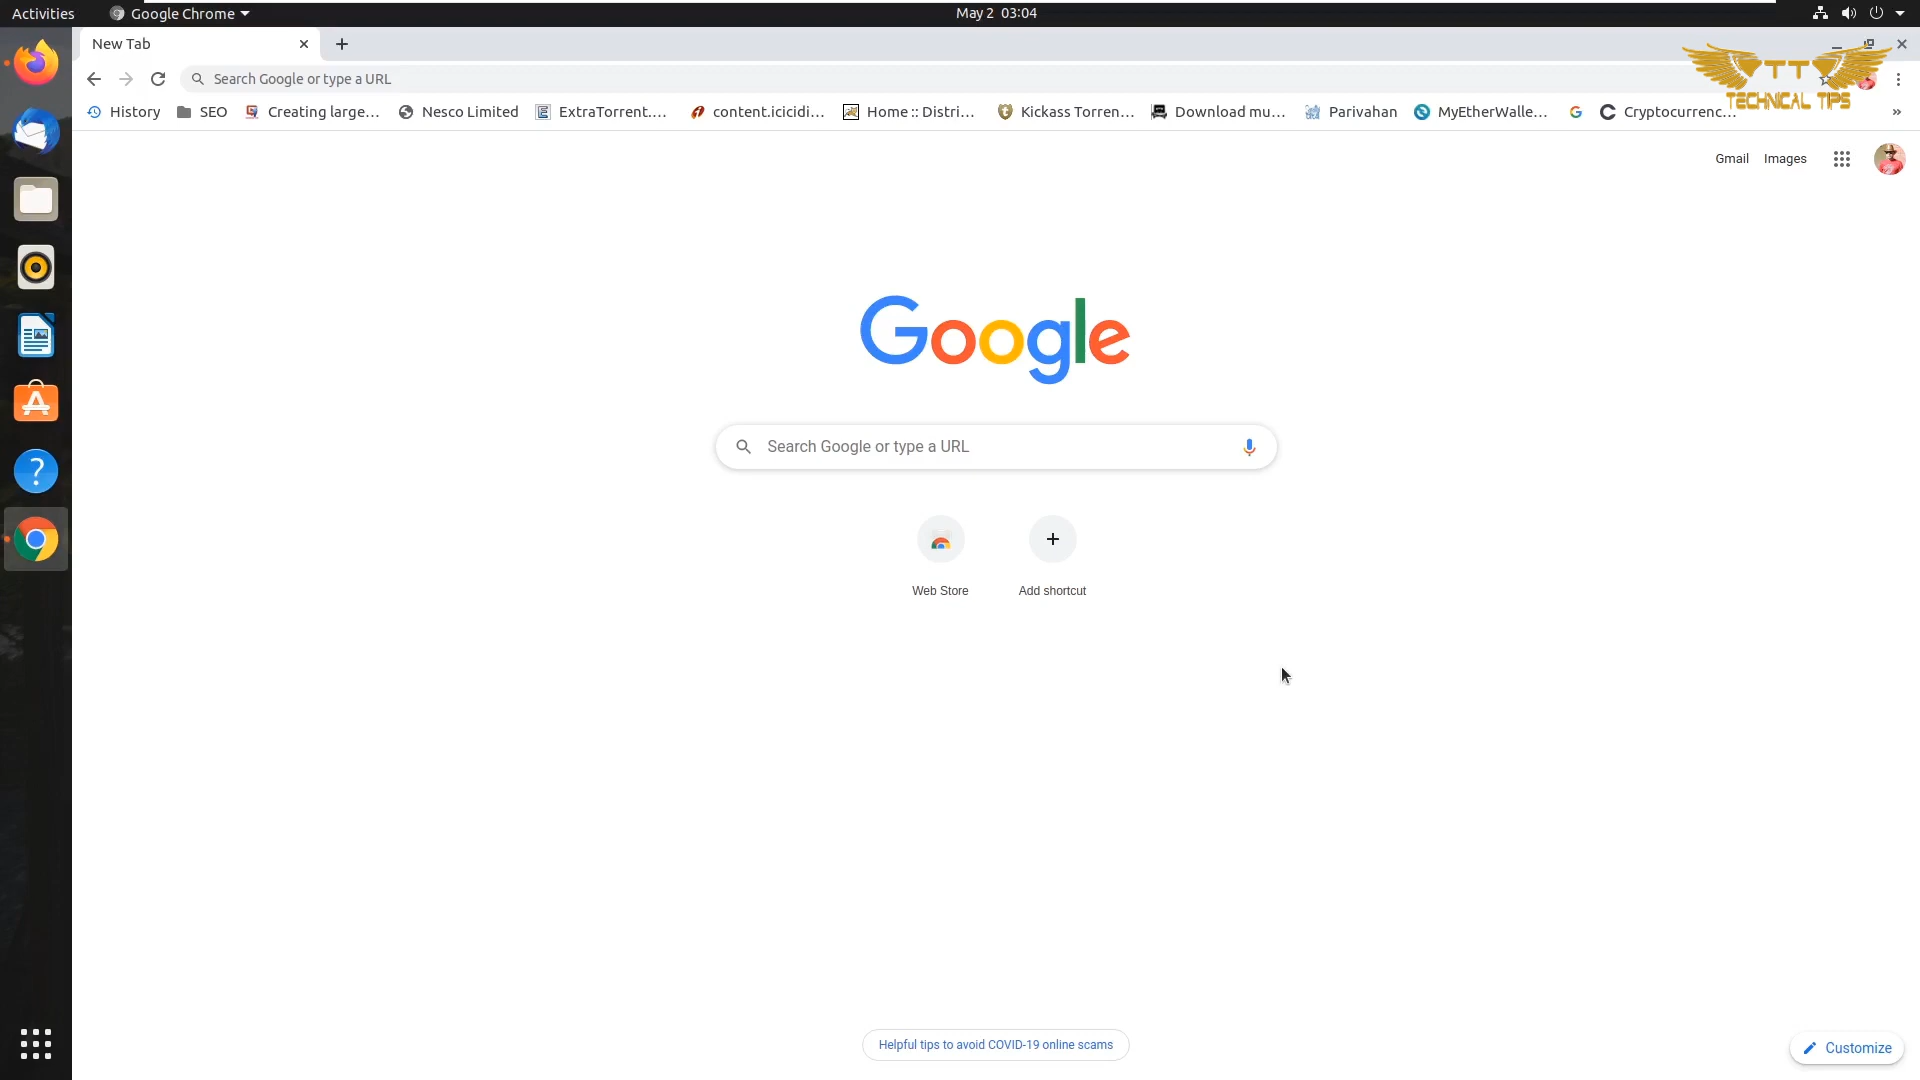 Activities
Google Chrome
May 2 03:04
New Tab
Search Google or type a URL
TT
TECHNICAL TIPS
History
SEO
Creating large...
Nesco Limited
ExtraTorrent....
content.icicidi...
Home :: Distri...
Kickass Torren...
Download mu...
Parivahan
MyEtherWalle...
Cryptocurrenc...
»
Gmail
Images
Google
Search Google or type a URL
Web Store
Add shortcut
Helpful tips to avoid COVID-19 online scams
Customize